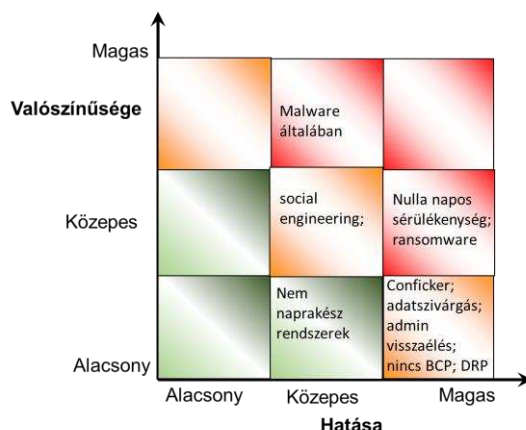 Magas
Valószínűsége
Malware
általában
Közepes
social
engineering;
Nulla napos
sérülékenység;
ransomware
Nem
naprakész
rendszerek
Conficker;
adatszivárgás;
admin
visszaélés;
nincs BCP; DRP
Alacsony
Alacsony
Közepes
Magas
Hatása